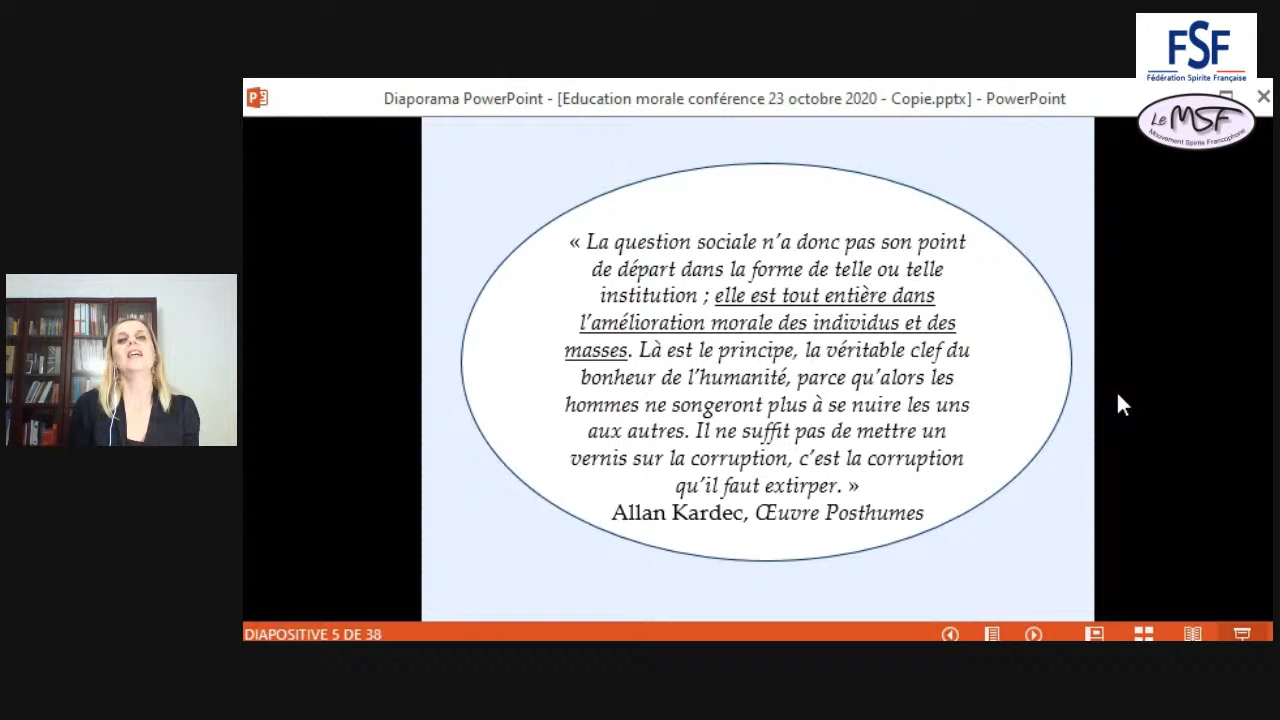 FSF
Fédération Spirite Française
Diaporama PowerPoint - [Education morale conférence 23 octobre 2020 - Copie.pptx] - PowerPoint
Le MSF
Mouvement Spirite Francophone
« La question sociale n'a donc pas son point
de départ dans la forme de telle ou telle
institution ; elle est tout entière dans
l'amélioration morale des individus et des
masses. Là est le principe, la véritable clef du
bonheur de l'humanité, parce qu'alors les
hommes ne songeront plus à se nuire les uns
aux autres. Il ne suffit pas de mettre un
vernis sur la corruption, c'est la corruption
qu'il faut extirper. »
Allan Kardec, Œuvre Posthumes
DIAPOSITIVE 5 DE 38